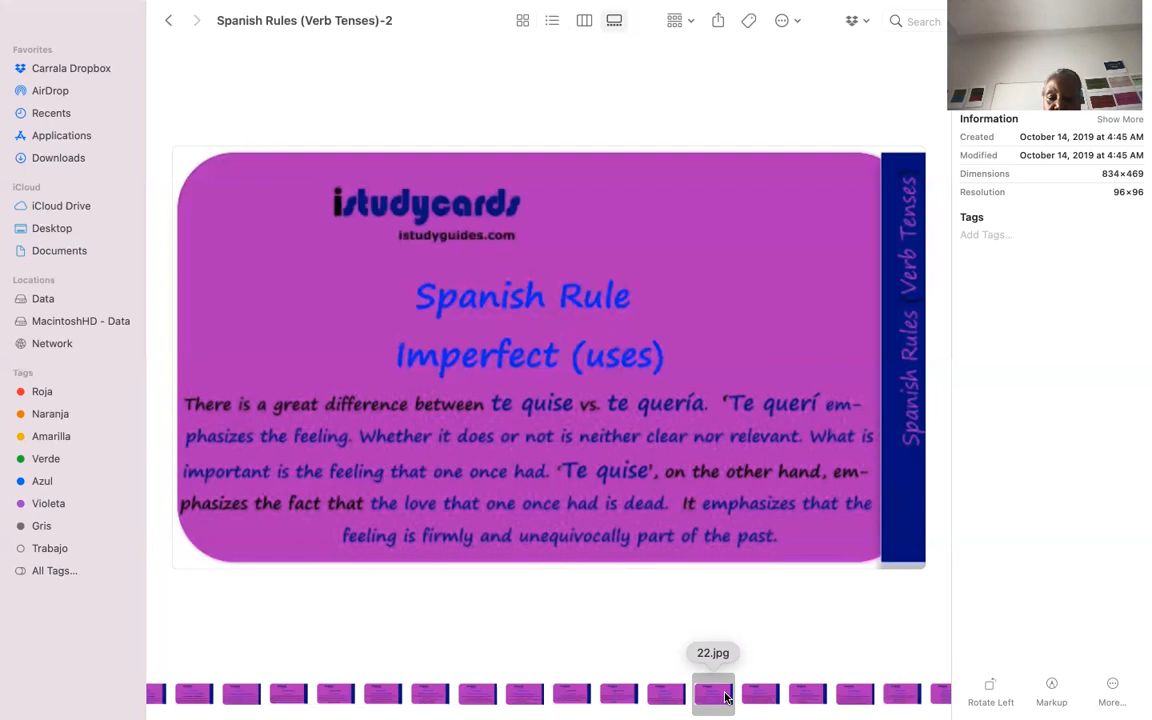 Spanish Rules (Verb Tenses)-2
Search
Favorites
Carrala Dropbox
AirDrop
Recents
Applications
Downloads
iCloud
iCloud Drive
Desktop
Documents
Locations
Data
MacintoshHD - Data
Network
Tags
Roja
Naranja
Amarilla
Verde
Azul
Violeta
Gris
Trabajo
All Tags...
istudycards
istudyguides.com
Spanish Rule
Imperfect (uses)
There is a great difference between te quise vs. te quería. 'Te querí em-
phasizes the feeling. Whether it does or not is neither clear nor relevant. What is
important is the feeling that one once had. 'Te quise', on the other hand, em-
phasizes the fact that the love that one once had is dead. It emphasizes that the
feeling is firmly and unequivocally part of the past.
Spanish Rules (Verb Tenses)
22.jpg
Information
Show More
Created
October 14, 2019 at 4:45 AM
Modified
October 14, 2019 at 4:45 AM
Dimensions
834×469
Resolution
96×96
Tags
Add Tags...
Rotate Left
Markup
More...